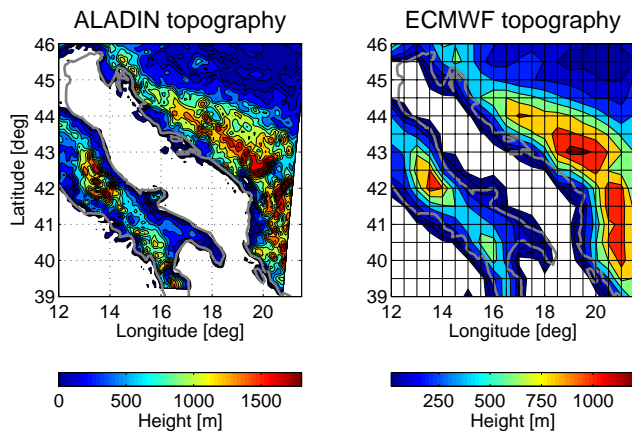 ALADIN topography
46
45
44
43
42
41
40
39
Latitude [deg]
12 14 16 18 20
Longitude [deg]
0 500 1000 1500
Height [m]
ECMWF topography
46
45
44
43
42
41
40
39
12 14 16 18 20
Longitude [deg]
250 500 750 1000
Height [m]